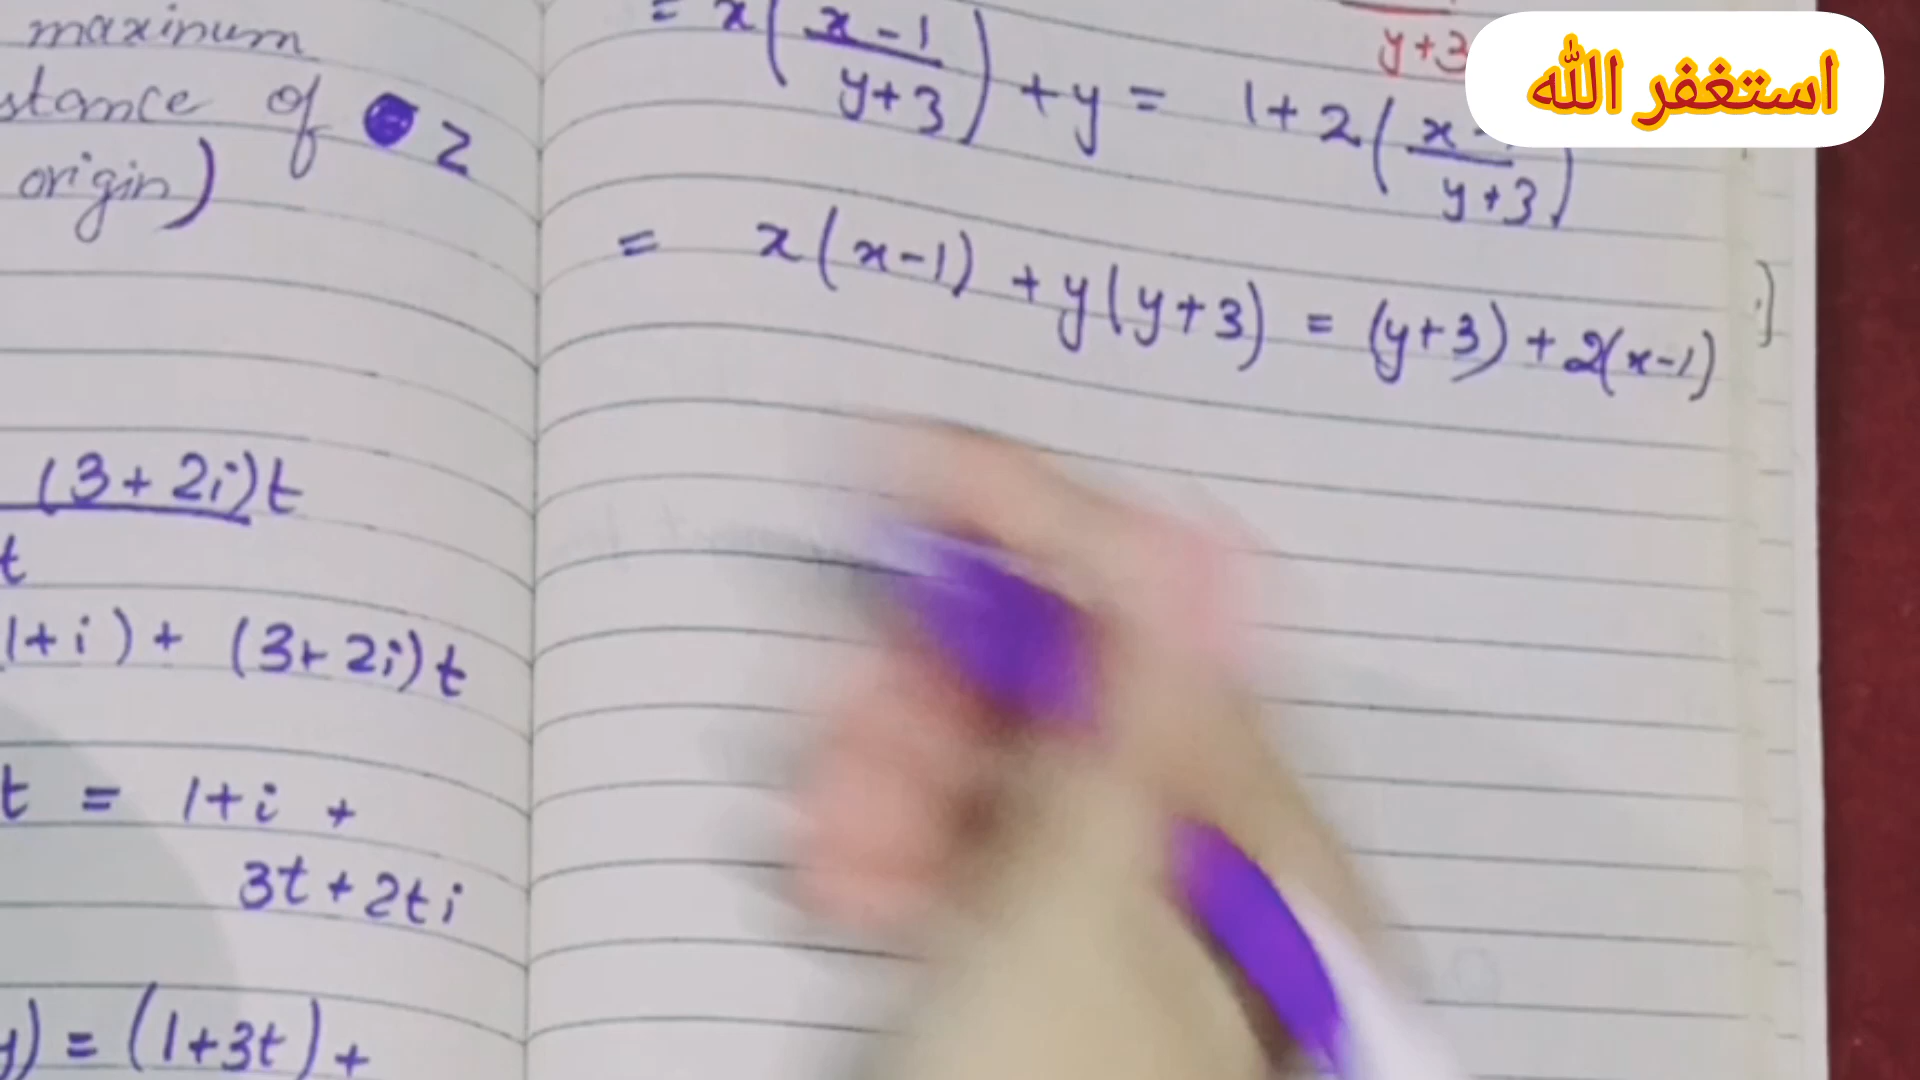 maximum
stance of z
origin)
(3+2i)t
t
1+i) + (3+2i)t
t = 1+i +
3t+2ti
y) = (1+3t) +
y+3
استغفر الله
= x(x-1/y+3) + y = 1+2(x-/y+3)
= x(x-1) + y(y+3) = (y+3) + 2(x-1)